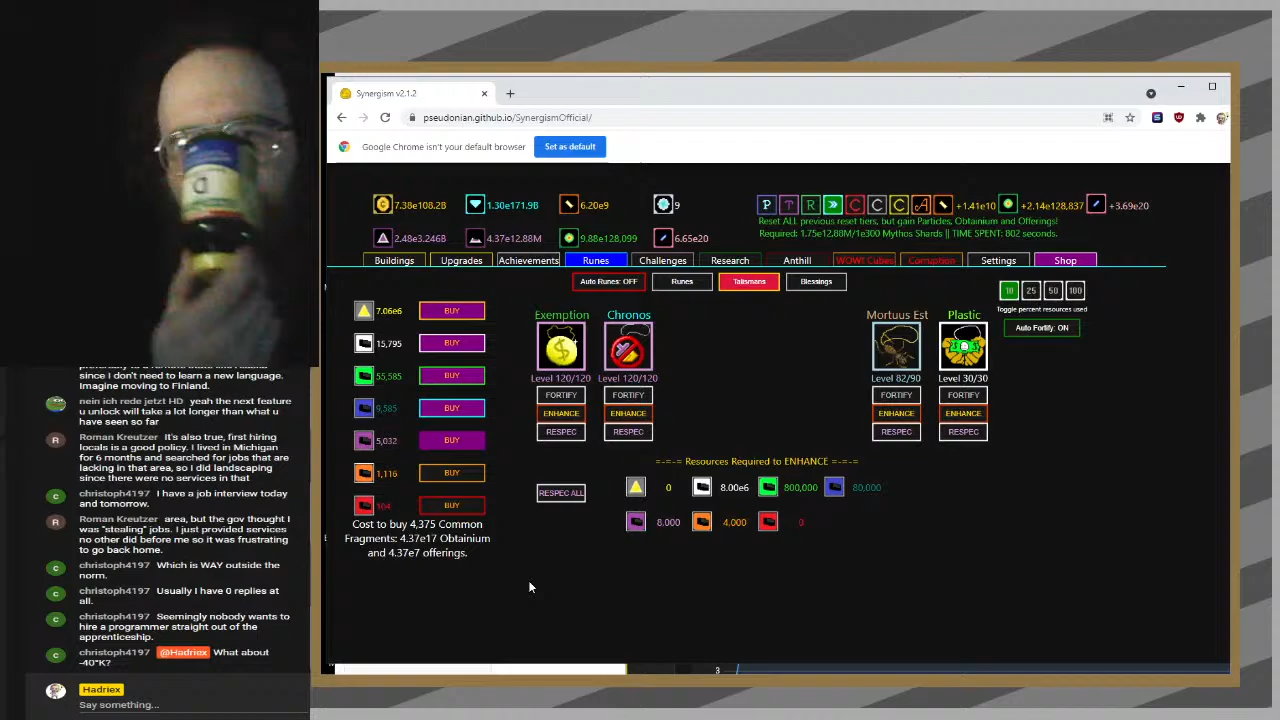 Synergism v2.1.2
pseudonian.github.io/SynergismOfficial/
Google Chrome isn't your default browser
Set as default
7.38e108.2B
1.30e171.9B
6.20e9
9
+1.41e10
+2.14e128,837
+3.69e20
Reset ALL previous reset tiers, but gain Particles, Obtainium and Offerings!
Required: 1.75e12.88M/1e300 Mythos Shards || TIME SPENT: 802 seconds.
2.48e3.246B
4.37e12.88M
9.88e128,099
6.65e20
Buildings
Upgrades
Achievements
Runes
Challenges
Research
Anthill
WOW! Cubes
Corruption
Settings
Shop
Auto Runes: OFF
Runes
Talismans
Blessings
10
25
50
100
Toggle percent resources used
Auto Fortify: ON
7.06e6
BUY
15,795
BUY
55,585
BUY
9,585
BUY
5,032
BUY
1,116
BUY
104
BUY
Cost to buy 4,375 Common
Fragments: 4.37e17 Obtainium
and 4.37e7 offerings.
Exemption
Level 120/120
FORTIFY
ENHANCE
RESPEC
Chronos
Level 120/120
FORTIFY
ENHANCE
RESPEC
Mortuus Est
Level 82/90
FORTIFY
ENHANCE
RESPEC
Plastic
Level 30/30
FORTIFY
ENHANCE
RESPEC
RESPEC ALL
=-=-= Resources Required to ENHANCE =-=-=
0
8.00e6
800,000
80,000
8,000
4,000
0
3
since I don't need to learn a new language.
Imagine moving to Finland.
nein ich rede jetzt HD yeah the next feature
u unlock will take a lot longer than what u
have seen so far
Roman Kreutzer It's also true, first hiring
locals is a good policy. I lived in Michigan
for 6 months and searched for jobs that are
lacking in that area, so I did landscaping
since there were no services in that
christoph4197 I have a job interview today
and tomorrow.
Roman Kreutzer area, but the gov thought I
was "stealing" jobs. I just provided services
no other did before me so it was frustrating
to go back home.
christoph4197 Which is WAY outside the
norm.
christoph4197 Usually I have 0 replies at
all.
christoph4197 Seemingly nobody wants to
hire a programmer straight out of the
apprenticeship.
christoph4197 @Hadriex What about
-40°K?
Hadriex
Say something...